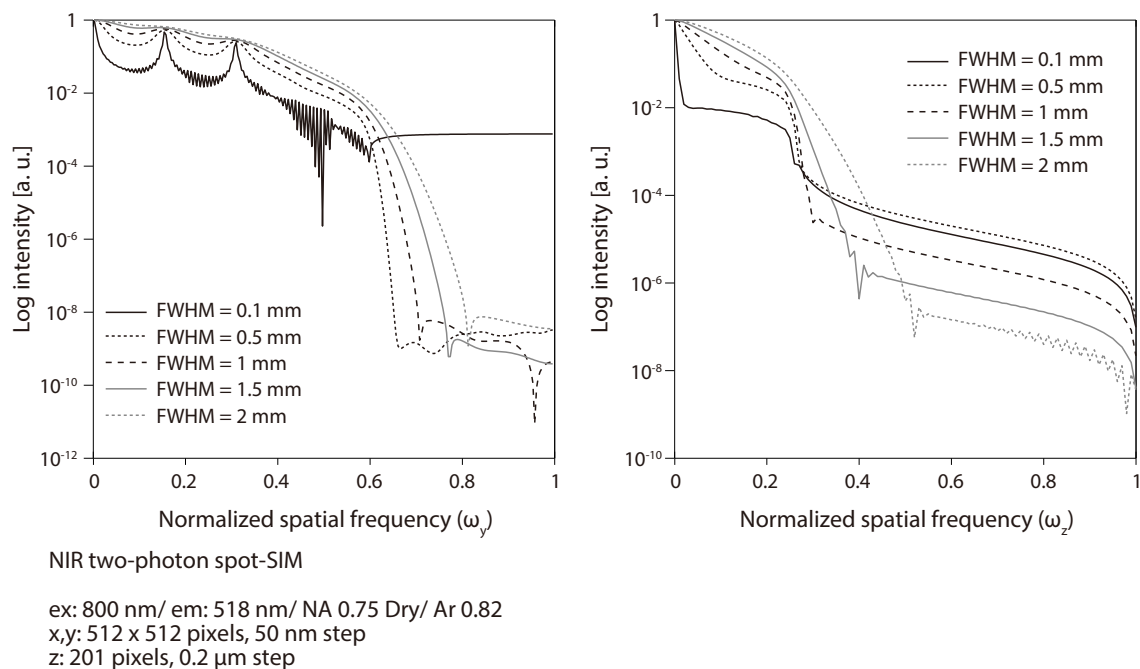 1
10-2
10-4
10-6
10-8
10-10
10-12
Log intensity [a. u.]
FWHM = 0.1 mm
FWHM = 0.5 mm
FWHM = 1 mm
FWHM = 1.5 mm
FWHM = 2 mm
0 0.2 0.4 0.6 0.8 1
Normalized spatial frequency (ωy)
1
10-2
10-4
10-6
10-8
10-10
Log intensity [a. u.]
FWHM = 0.1 mm
FWHM = 0.5 mm
FWHM = 1 mm
FWHM = 1.5 mm
FWHM = 2 mm
0 0.2 0.4 0.6 0.8 1
Normalized spatial frequency (ωz)
NIR two-photon spot-SIM
ex: 800 nm/ em: 518 nm/ NA 0.75 Dry/ Ar 0.82
x,y: 512 x 512 pixels, 50 nm step
z: 201 pixels, 0.2 μm step